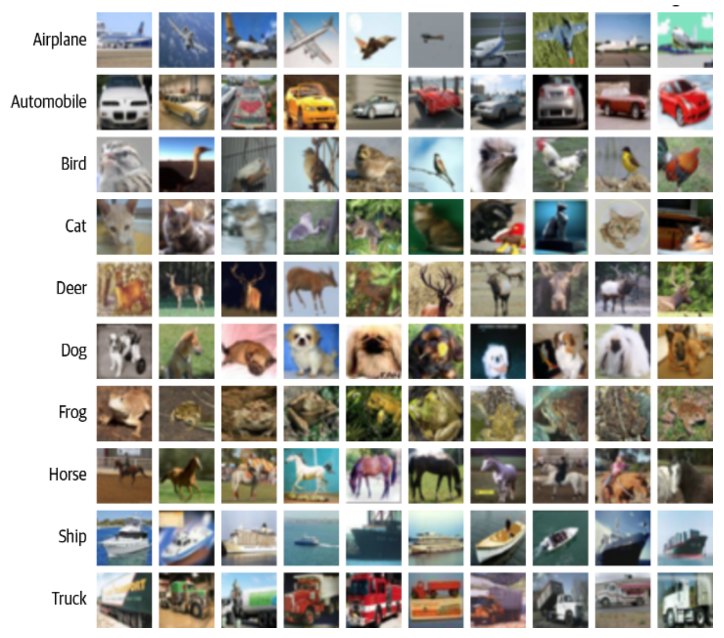 Airplane
Automobile
Bird
Cat
Deer
Dog
Frog
Horse
Ship
Truck